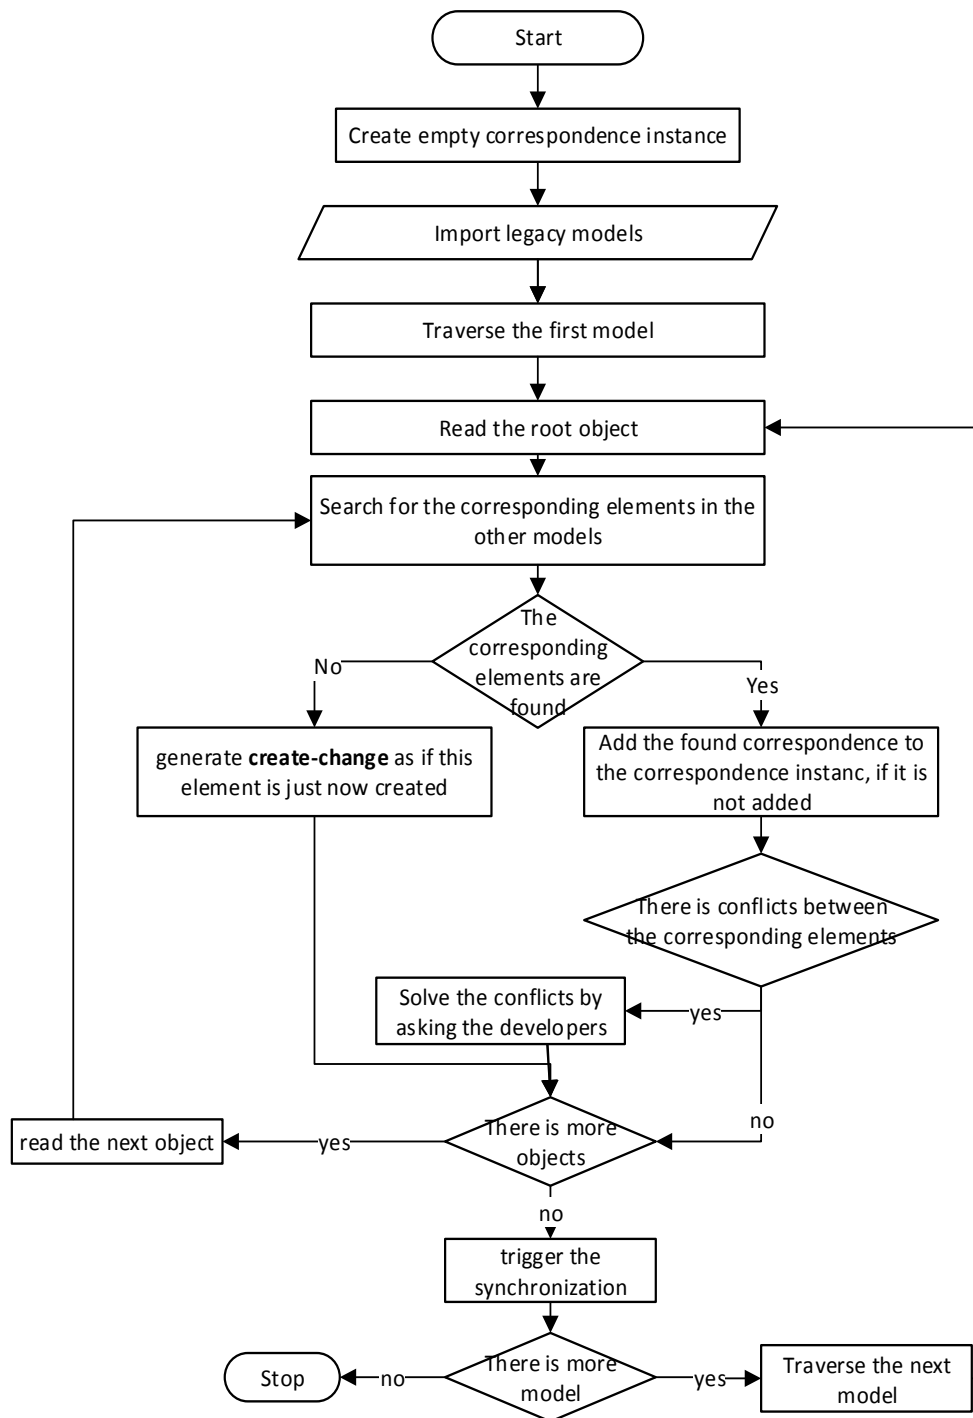 Start
Create empty correspondence instance
Import legacy models
Traverse the first model
Read the root object
Search for the corresponding elements in the
other models
The
corresponding
elements are
found
No
Yes
generate create-change as if this
element is just now created
Add the found correspondence to
the correspondence instanc, if it is
not added
There is conflicts between
the corresponding elements
Solve the conflicts by
asking the developers
yes
no
There is more
objects
yes
read the next object
no
trigger the
synchronization
There is more
model
no
Stop
yes
Traverse the next
model